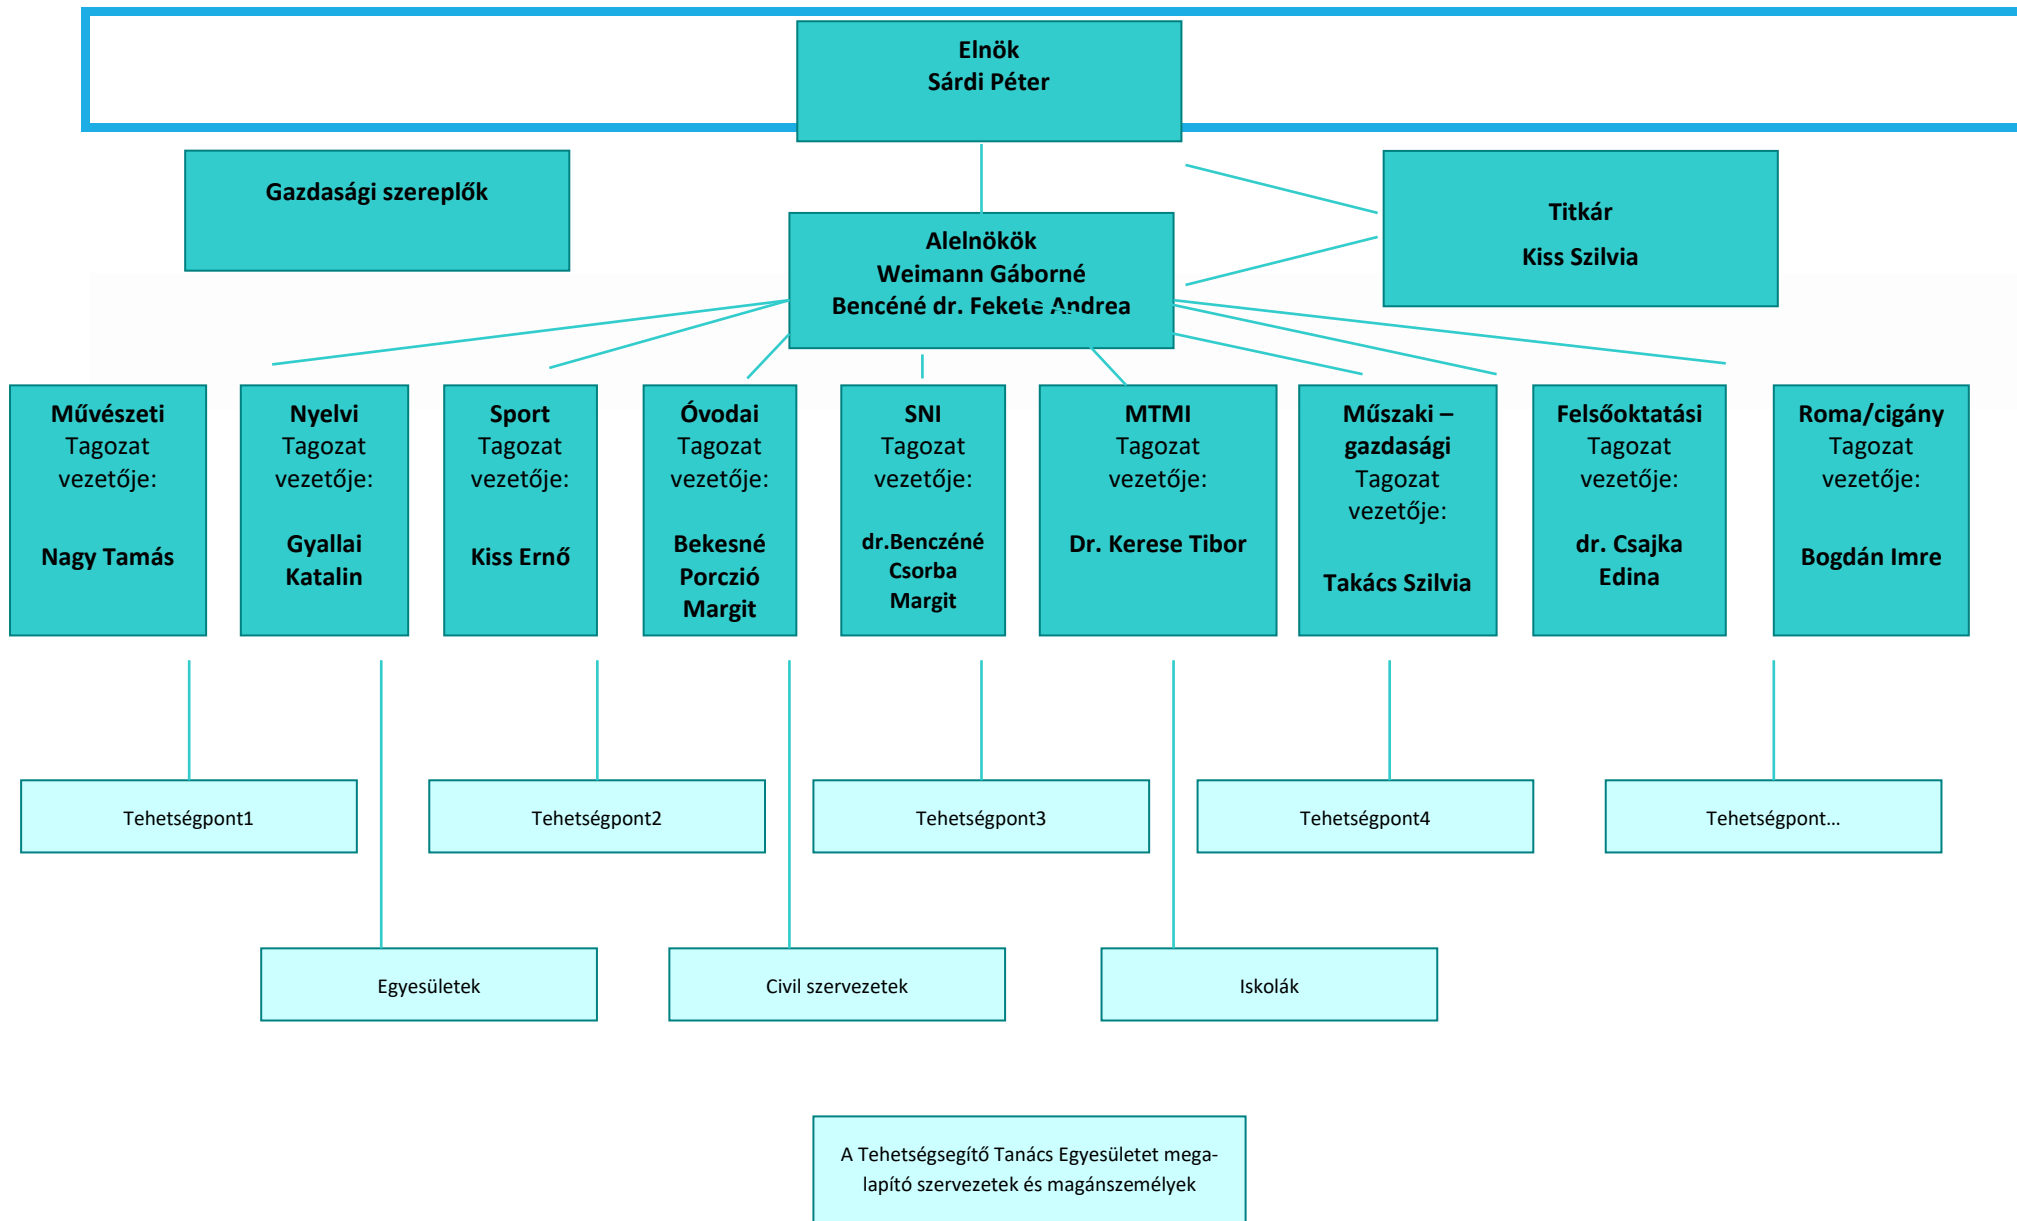 Elnök
Sárdi Péter
Gazdasági szereplők
Titkár
Kiss Szilvia
Alelnökök
Weimann Gáborné
Bencéné dr. Fekete Andrea
Művészeti
Tagozat
vezetője:
Nagy Tamás
Nyelvi
Tagozat
vezetője:
Gyallai
Katalin
Sport
Tagozat
vezetője:
Kiss Ernő
Óvodai
Tagozat
vezetője:
Bekesné
Porczió
Margit
SNI
Tagozat
vezetője:
dr.Benczéné
Csorba
Margit
MTMI
Tagozat
vezetője:
Dr. Kerese Tibor
Műszaki –
gazdasági
Tagozat
vezetője:
Takács Szilvia
Felsőoktatási
Tagozat
vezetője:
dr. Csajka
Edina
Roma/cigány
Tagozat
vezetője:
Bogdán Imre
Tehetségpont1
Tehetségpont2
Tehetségpont3
Tehetségpont4
Tehetségpont...
Egyesületek
Civil szervezetek
Iskolák
A Tehetségsegítő Tanács Egyesületet mega-
lapító szervezetek és magánszemélyek